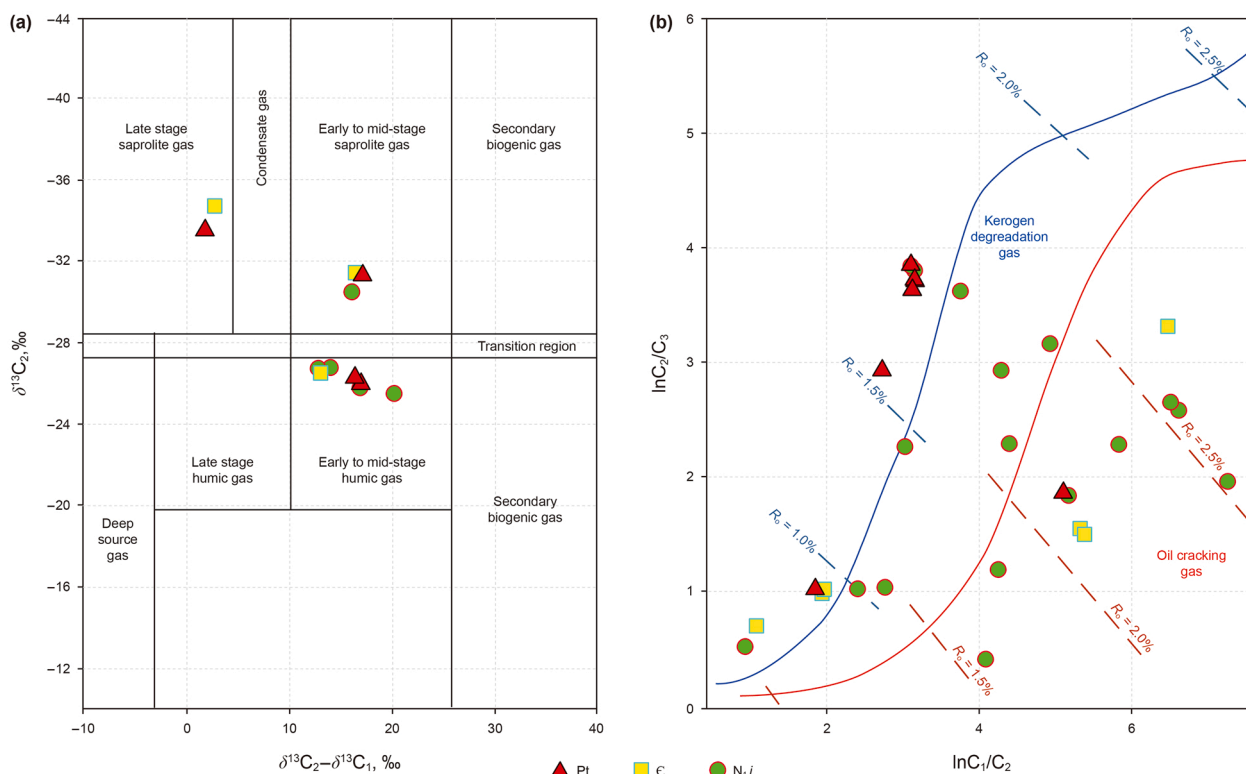 (a)
–44
–40
–36
–32
–28
–24
–20
–16
–12
δ¹³C₂, ‰
Late stage
saprolite gas
Condensate gas
Early to mid-stage
saprolite gas
Secondary
biogenic gas
Transition region
Late stage
humic gas
Early to mid-stage
humic gas
Deep
source gas
Secondary
biogenic gas
–10
0
10
20
30
40
δ¹³C₂–δ¹³C₁, ‰
(b)
6
5
4
3
2
1
0
lnC₂/C₃
Rₒ = 2.0%
Rₒ = 2.5%
Kerogen
degreadation
gas
Rₒ = 1.5%
Rₒ = 1.0%
Rₒ = 2.5%
Rₒ = 2.0%
Rₒ = 1.5%
Oil cracking
gas
2
4
6
lnC₁/C₂
Pt
Є
N₁j